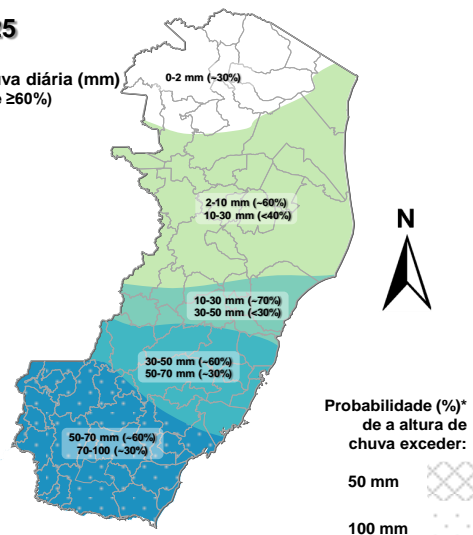 uva diária (mm)
≥60%)
0-2 mm (~30%)
2-10 mm (~60%)
10-30 mm (<40%)
N
10-30 mm (~70%)
30-50 mm (<30%)
30-50 mm (~60%)
50-70 mm (~30%)
50-70 mm (~60%)
70-100 (~30%)
Probabilidade (%)*
de a altura de
chuva exceder:
50 mm
100 mm